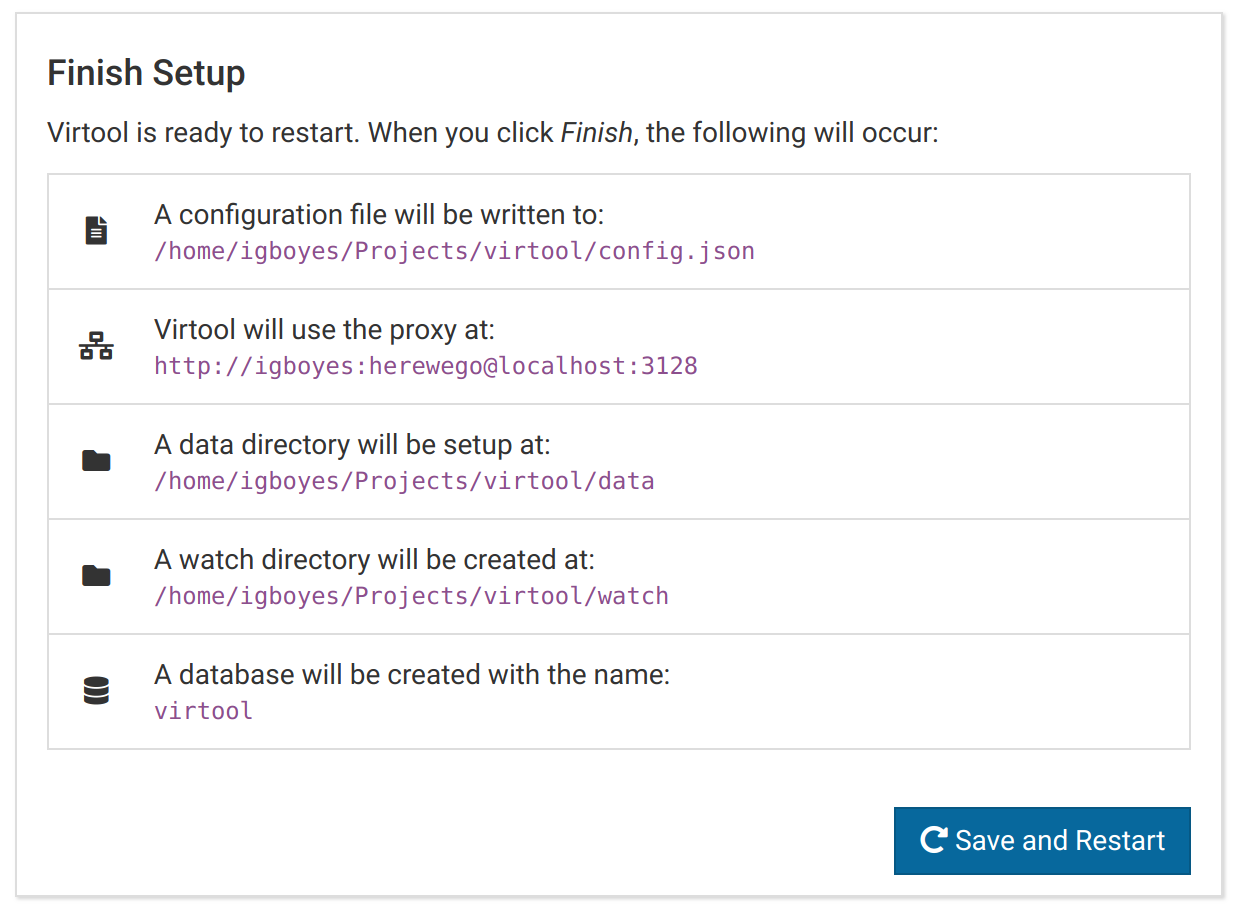 Finish Setup
Virtool is ready to restart. When you click Finish, the following will occur:
A configuration file will be written to:
/home/igboyes/Projects/virtool/config.json
Virtool will use the proxy at:
http://igboyes:herewego@localhost:3128
A data directory will be setup at:
/home/igboyes/Projects/virtool/data
A watch directory will be created at:
/home/igboyes/Projects/virtool/watch
A database will be created with the name:
virtool
Save and Restart